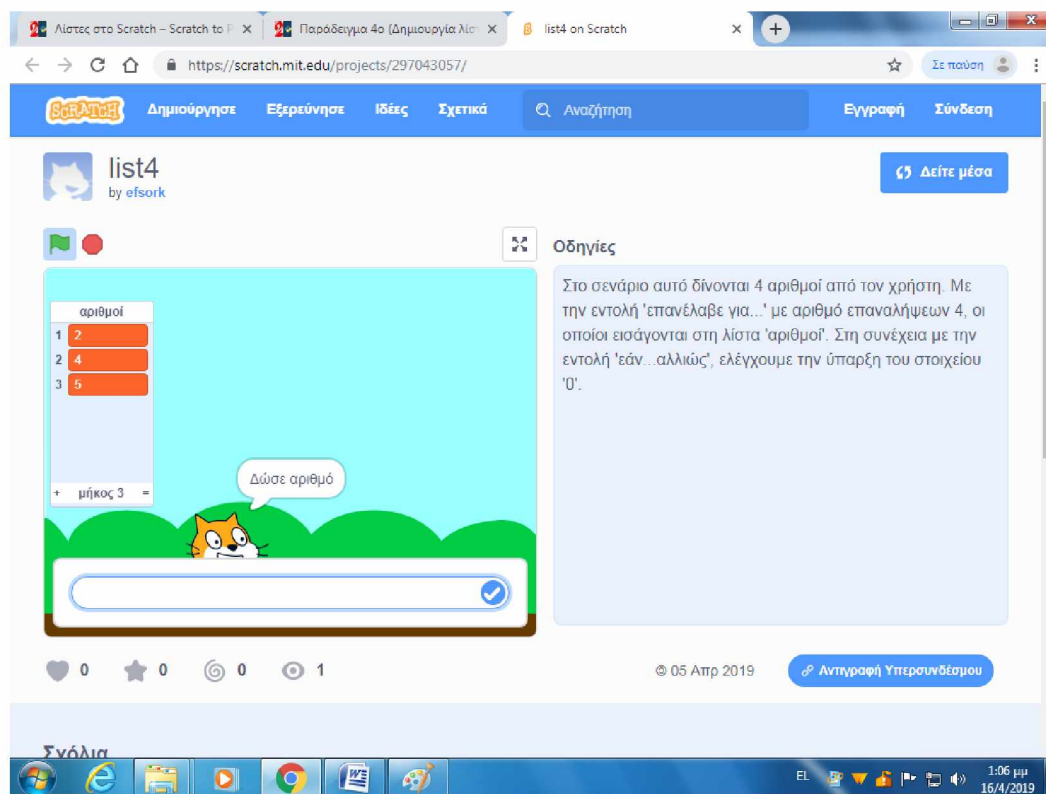 Λίστες στο Scratch – Scratch to P
Παράδειγμα 4ο (Δημιουργία λίστ
list4 on Scratch
https://scratch.mit.edu/projects/297043057/
Σε παύση
SCRATCH
Δημιούργησε
Εξερεύνησε
Ιδέες
Σχετικά
Αναζήτηση
Εγγραφή
Σύνδεση
list4
by efsork
Δείτε μέσα
Οδηγίες
αριθμοί
1 2
2 4
3 5
+ μήκος 3 =
Δώσε αριθμό
Στο σενάριο αυτό δίνονται 4 αριθμοί από τον χρήστη. Με
την εντολή 'επανέλαβε για...' με αριθμό επαναλήψεων 4, οι
οποίοι εισάγονται στη λίστα 'αριθμοί'. Στη συνέχεια με την
εντολή 'εάν...αλλιώς', ελέγχουμε την ύπαρξη του στοιχείου
'0'.
0
0
0
1
© 05 Απρ 2019
Αντιγραφή Υπερσυνδέσμου
Σχόλια
EL
1:06 μμ
16/4/2019